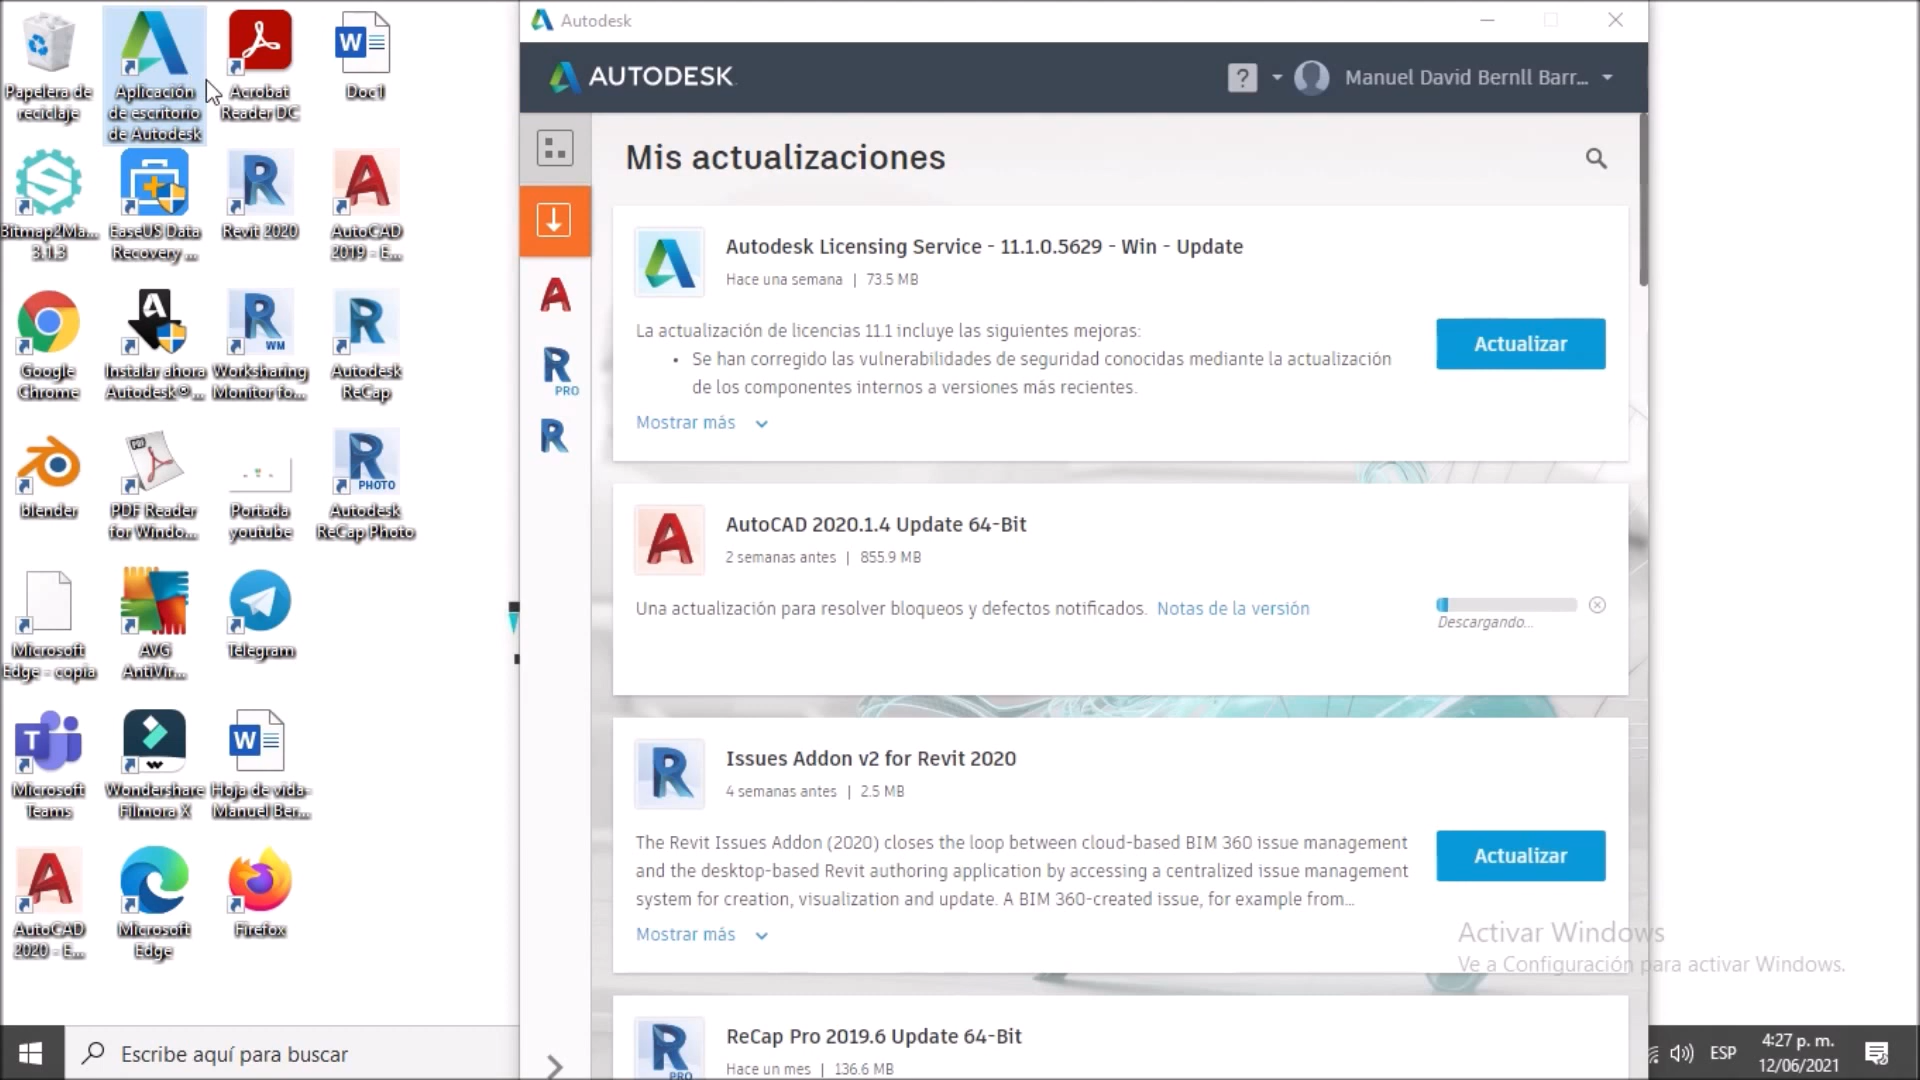 Papelera de
reciclaje
Aplicación
de escritorio
de Autodesk
Acrobat
Reader DC
Doc1
Bitmap2Ma...
3.1.3
EaseUS Data
Recovery ...
Revit 2020
AutoCAD
2019 - E...
Google
Chrome
Instalar ahora
Autodesk®...
Worksharing
Monitor fo...
WM
Autodesk
ReCap
blender
PDF
PDF Reader
for Windo...
Portada
youtube
PHOTO
Autodesk
ReCap Photo
Microsoft
Edge - copia
AVG
AntiVir...
Telegram
Microsoft
Teams
Wondershare
Filmora X
Hoja de vida-
Manuel Ber...
AutoCAD
2020 - E...
Microsoft
Edge
Firefox
Escribe aquí para buscar
Autodesk
AUTODESK
Manuel David Bernll Barr...
PRO
Mis actualizaciones
Autodesk Licensing Service - 11.1.0.5629 - Win - Update
Hace una semana | 73.5 MB
La actualización de licencias 11.1 incluye las siguientes mejoras:
• Se han corregido las vulnerabilidades de seguridad conocidas mediante la actualización
de los componentes internos a versiones más recientes.
Mostrar más
Actualizar
AutoCAD 2020.1.4 Update 64-Bit
2 semanas antes | 855.9 MB
Una actualización para resolver bloqueos y defectos notificados. Notas de la versión
Descargando...
Issues Addon v2 for Revit 2020
4 semanas antes | 2.5 MB
The Revit Issues Addon (2020) closes the loop between cloud-based BIM 360 issue management
and the desktop-based Revit authoring application by accessing a centralized issue management
system for creation, visualization and update. A BIM 360-created issue, for example from...
Mostrar más
Actualizar
Activar Windows
Ve a Configuración para activar Windows.
ReCap Pro 2019.6 Update 64-Bit
Hace un mes | 136.6 MB
PRO
ESP
4:27 p. m.
12/06/2021